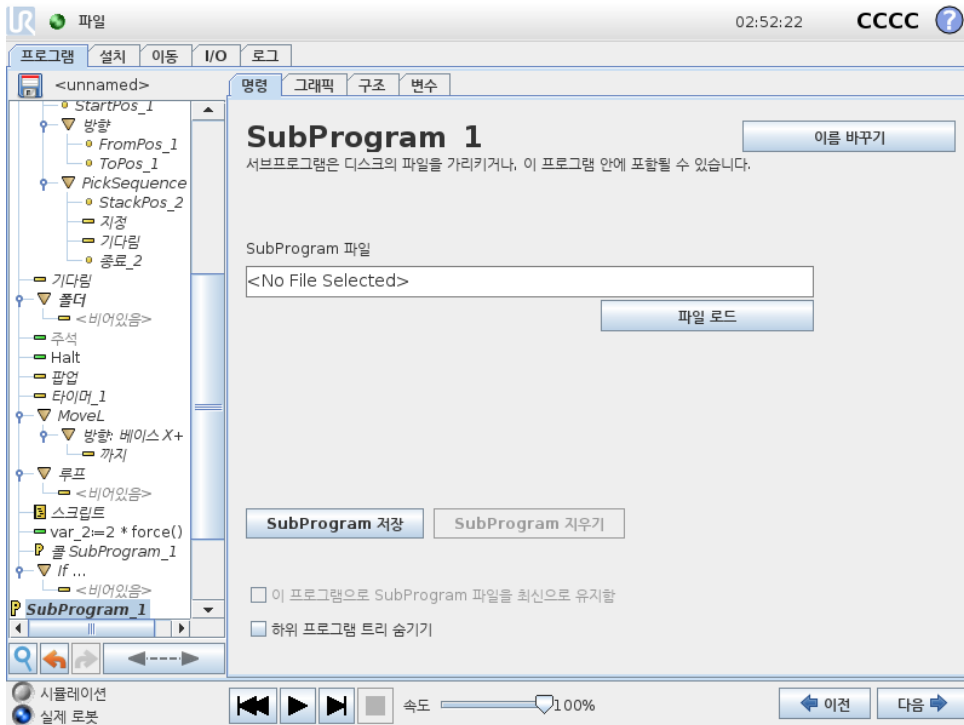 UR 파일 02:52:22 CCCC ?
프로그램 설치 이동 I/O 로그
<unnamed> 명령 그래픽 구조 변수
StartPos_1
방향
FromPos_1
ToPos_1
PickSequence
StackPos_2
지정
기다림
종료_2
기다림
폴더
<비어있음>
주석
Halt
팝업
타이머_1
MoveL
방향: 베이스 X+
까지
루프
<비어있음>
스크립트
var_2:=2 * force()
콜 SubProgram_1
If ...
<비어있음>
SubProgram_1
SubProgram 1
이름 바꾸기
서브프로그램은 디스크의 파일을 가리키거나, 이 프로그램 안에 포함될 수 있습니다.
SubProgram 파일
<No File Selected>
파일 로드
SubProgram 저장 SubProgram 지우기
이 프로그램으로 SubProgram 파일을 최신으로 유지함
하위 프로그램 트리 숨기기
시뮬레이션
실제 로봇
속도 100%
이전 다음